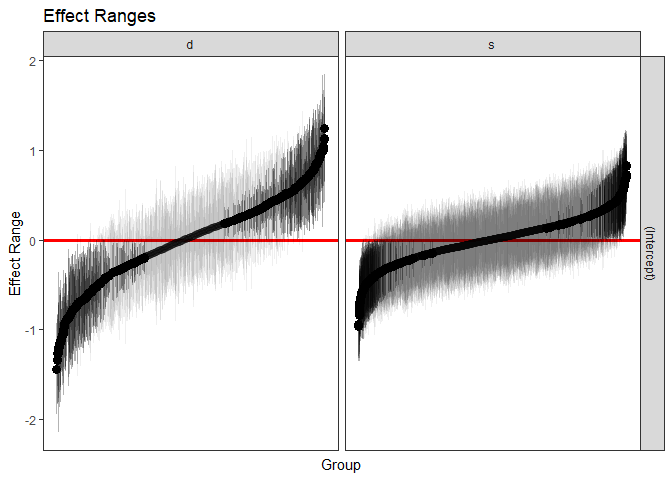 Effect Ranges
d
s
2
1
0
-1
-2
Effect Range
(Intercept)
Group